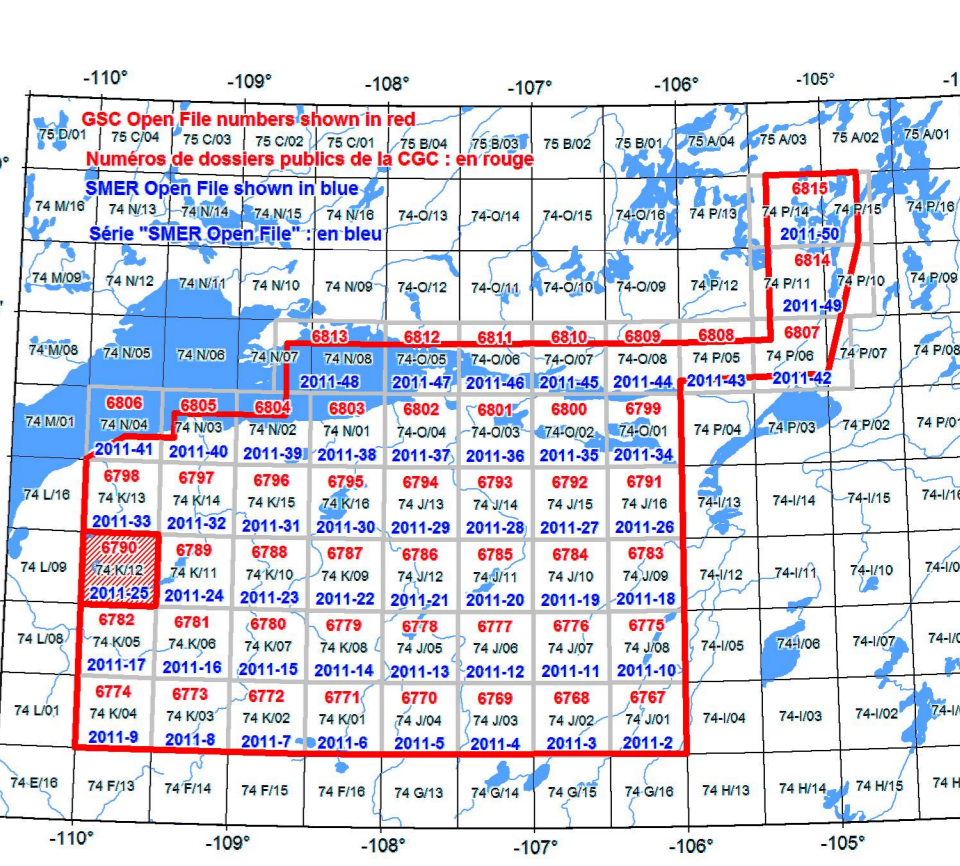 -110° -109° -108° -107° -106° -105° -1
GSC Open File numbers shown in red
75 D/01 75 C/04 75 C/03 75 C/02 75 C/01 75 B/04 75 B/03 75 B/02 75 B/01 75 A/04 75 A/03 75 A/02 75 A/01
Numéros de dossiers publics de la CGC : en rouge
SMER Open File shown in blue
6815
74 M/16 74 N/13 74 N/14 74 N/15 74 N/16 74-O/13 74-O/14 74-O/15 74-O/16 74 P/13 74 P/14 74 P/15 74 P/16
Série "SMER Open File" : en bleu
2011-50
6814
74 M/09 74 N/12 74 N/11 74 N/10 74 N/09 74-O/12 74-O/11 74-O/10 74-O/09 74 P/12 74 P/11 74 P/10 74 P/09
2011-49
6813 6812 6811 6810 6809 6808 6807
74 M/08 74 N/05 74 N/06 74 N/07 74 N/08 74-O/05 74-O/06 74-O/07 74-O/08 74 P/05 74 P/06 74 P/07 74 P/08
2011-48 2011-47 2011-46 2011-45 2011-44 2011-43 2011-42
6806 6805 6804 6803 6802 6801 6800 6799
74 M/01 74 N/04 74 N/03 74 N/02 74 N/01 74-O/04 74-O/03 74-O/02 74-O/01 74 P/04 74 P/03 74 P/02 74 P/01
2011-41 2011-40 2011-39 2011-38 2011-37 2011-36 2011-35 2011-34
6798 6797 6796 6795 6794 6793 6792 6791
74 L/16 74 K/13 74 K/14 74 K/15 74 K/16 74 J/13 74 J/14 74 J/15 74 J/16 74-I/13 74-I/14 74-I/15 74-I/16
2011-33 2011-32 2011-31 2011-30 2011-29 2011-28 2011-27 2011-26
6790 6789 6788 6787 6786 6785 6784 6783
74 L/09 74 K/12 74 K/11 74 K/10 74 K/09 74 J/12 74 J/11 74 J/10 74 J/09 74-I/12 74-I/11 74-I/10 74-I/0
2011-25 2011-24 2011-23 2011-22 2011-21 2011-20 2011-19 2011-18
6782 6781 6780 6779 6778 6777 6776 6775
74 L/08 74 K/05 74 K/06 74 K/07 74 K/08 74 J/05 74 J/06 74 J/07 74 J/08 74-I/05 74-I/06 74-I/07 74-I/0
2011-17 2011-16 2011-15 2011-14 2011-13 2011-12 2011-11 2011-10
6774 6773 6772 6771 6770 6769 6768 6767
74 L/01 74 K/04 74 K/03 74 K/02 74 K/01 74 J/04 74 J/03 74 J/02 74 J/01 74-I/04 74-I/03 74-I/02 74-I/
2011-9 2011-8 2011-7 2011-6 2011-5 2011-4 2011-3 2011-2
74-E/16 74 F/13 74 F/14 74 F/15 74 F/16 74 G/13 74 G/14 74 G/15 74 G/16 74 H/13 74 H/14 74 H/15 74 H
-110° -109° -108° -107° -106° -105°